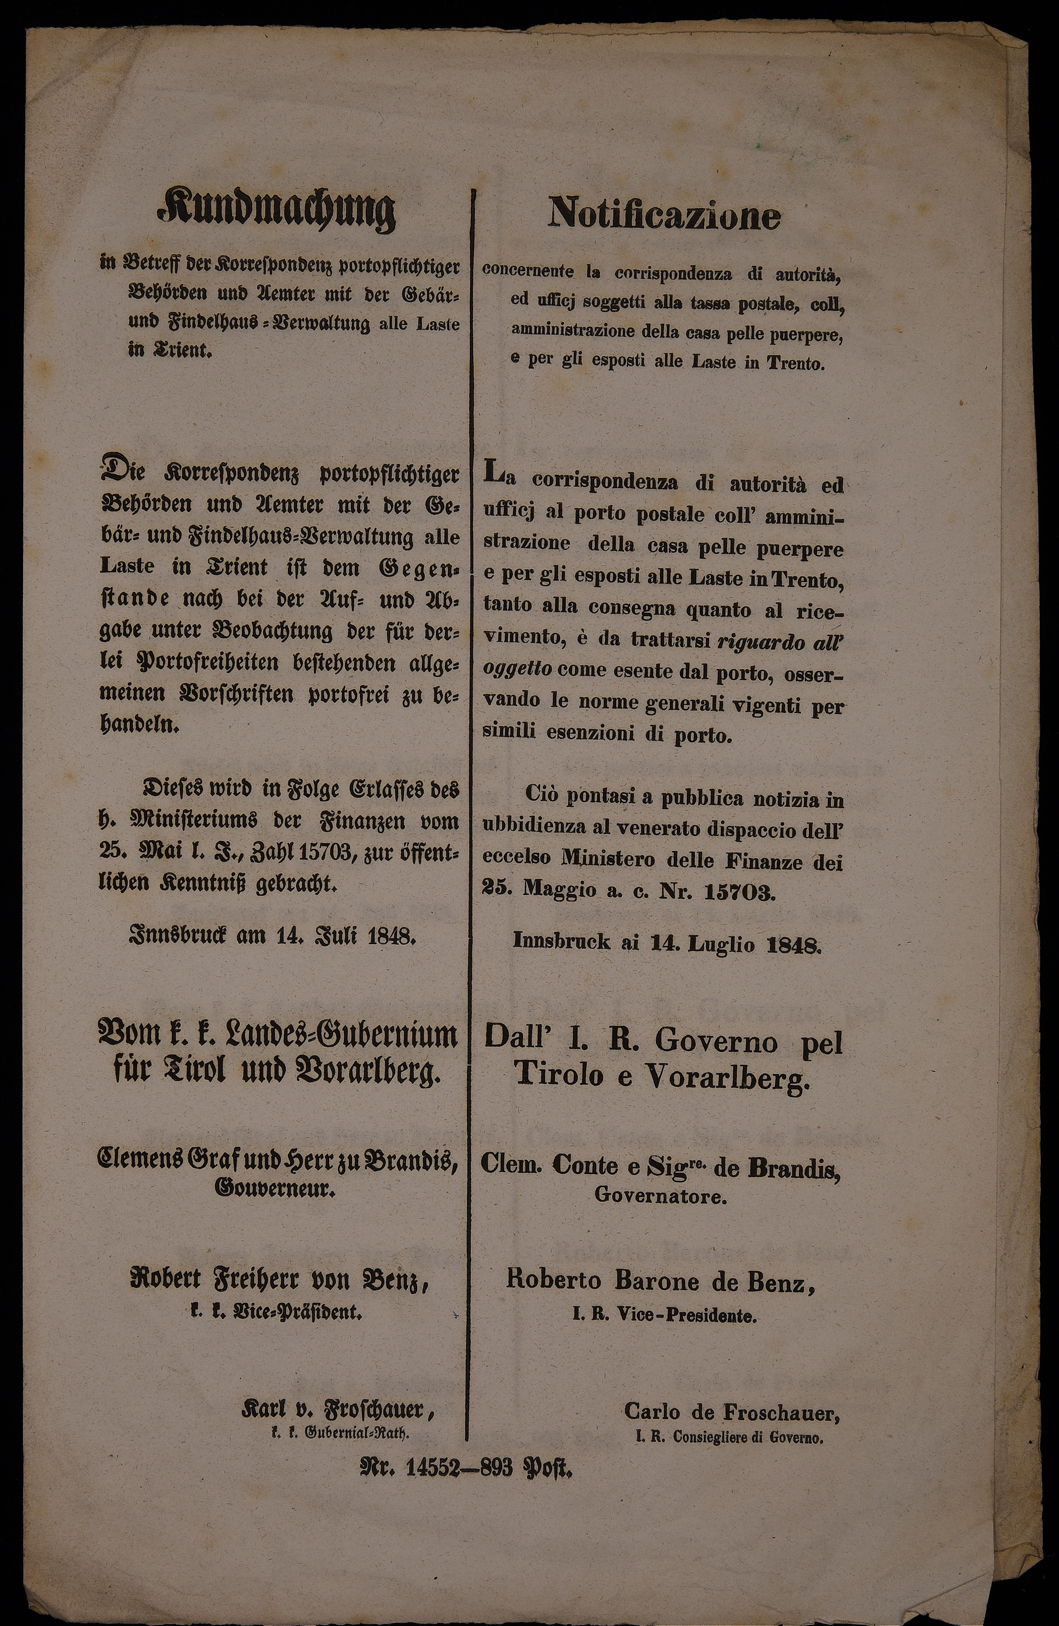 Kundmachung
in Betreff der Korrespondenz portopflichtiger
Behörden und Aemter mit der Gebär-
und Findelhaus-Verwaltung alle Laste
in Trient.
Die Korrespondenz portopflichtiger
Behörden und Aemter mit der Ge-
bär- und Findelhaus-Verwaltung alle
Laste in Trient ist dem Gegen-
stande nach bei der Auf- und Ab-
gabe unter Beobachtung der für der-
lei Portofreiheiten bestehenden allge-
meinen Vorschriften portofrei zu be-
handeln.
Dieses wird in Folge Erlasses des
h. Ministeriums der Finanzen vom
25. Mai l. J., Zahl 15703, zur öffent-
lichen Kenntniß gebracht.
Innsbruck am 14. Juli 1848.
Vom k. k. Landes-Gubernium
für Tirol und Vorarlberg.
Clemens Graf und Herr zu Brandis,
Gouverneur.
Robert Freiherr von Benz,
k. k. Vice-Präsident.
Karl v. Froschauer,
k. k. Gubernial-Rath.
Notificazione
concernente la corrispondenza di autorità,
ed ufficj soggetti alla tassa postale, coll,
amministrazione della casa pelle puerpere,
e per gli esposti alle Laste in Trento.
La corrispondenza di autorità ed
ufficj al porto postale coll' ammini-
strazione della casa pelle puerpere
e per gli esposti alle Laste in Trento,
tanto alla consegna quanto al rice-
vimento, è da trattarsi riguardo all'
oggetto come esente dal porto, osser-
vando le norme generali vigenti per
simili esenzioni di porto.
Ciò pontasi a pubblica notizia in
ubbidienza al venerato dispaccio dell'
eccelso Ministero delle Finanze dei
25. Maggio a. c. Nr. 15703.
Innsbruck ai 14. Luglio 1848.
Dall' I. R. Governo pel
Tirolo e Vorarlberg.
Clem. Conte e Sigre. de Brandis,
Governatore.
Roberto Barone de Benz,
I. R. Vice-Presidente.
Carlo de Froschauer,
I. R. Consiegliere di Governo.
Nr. 14552—893 Post.